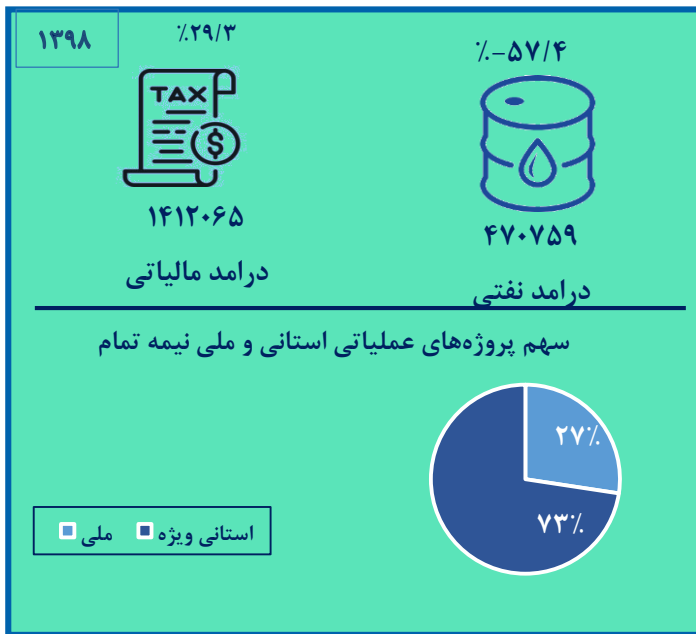 ۱۳۹۸
٪۲۹/۳
٪-۵۷/۴
TAX
$
۱۴۱۲۰۶۵
۴۷۰۷۵۹
درامد مالیاتی
درامد نفتی
سهم پروژه‌های عملیاتی استانی و ملی نیمه تمام
۲۷٪
۷۳٪
استانی ویژه
ملی